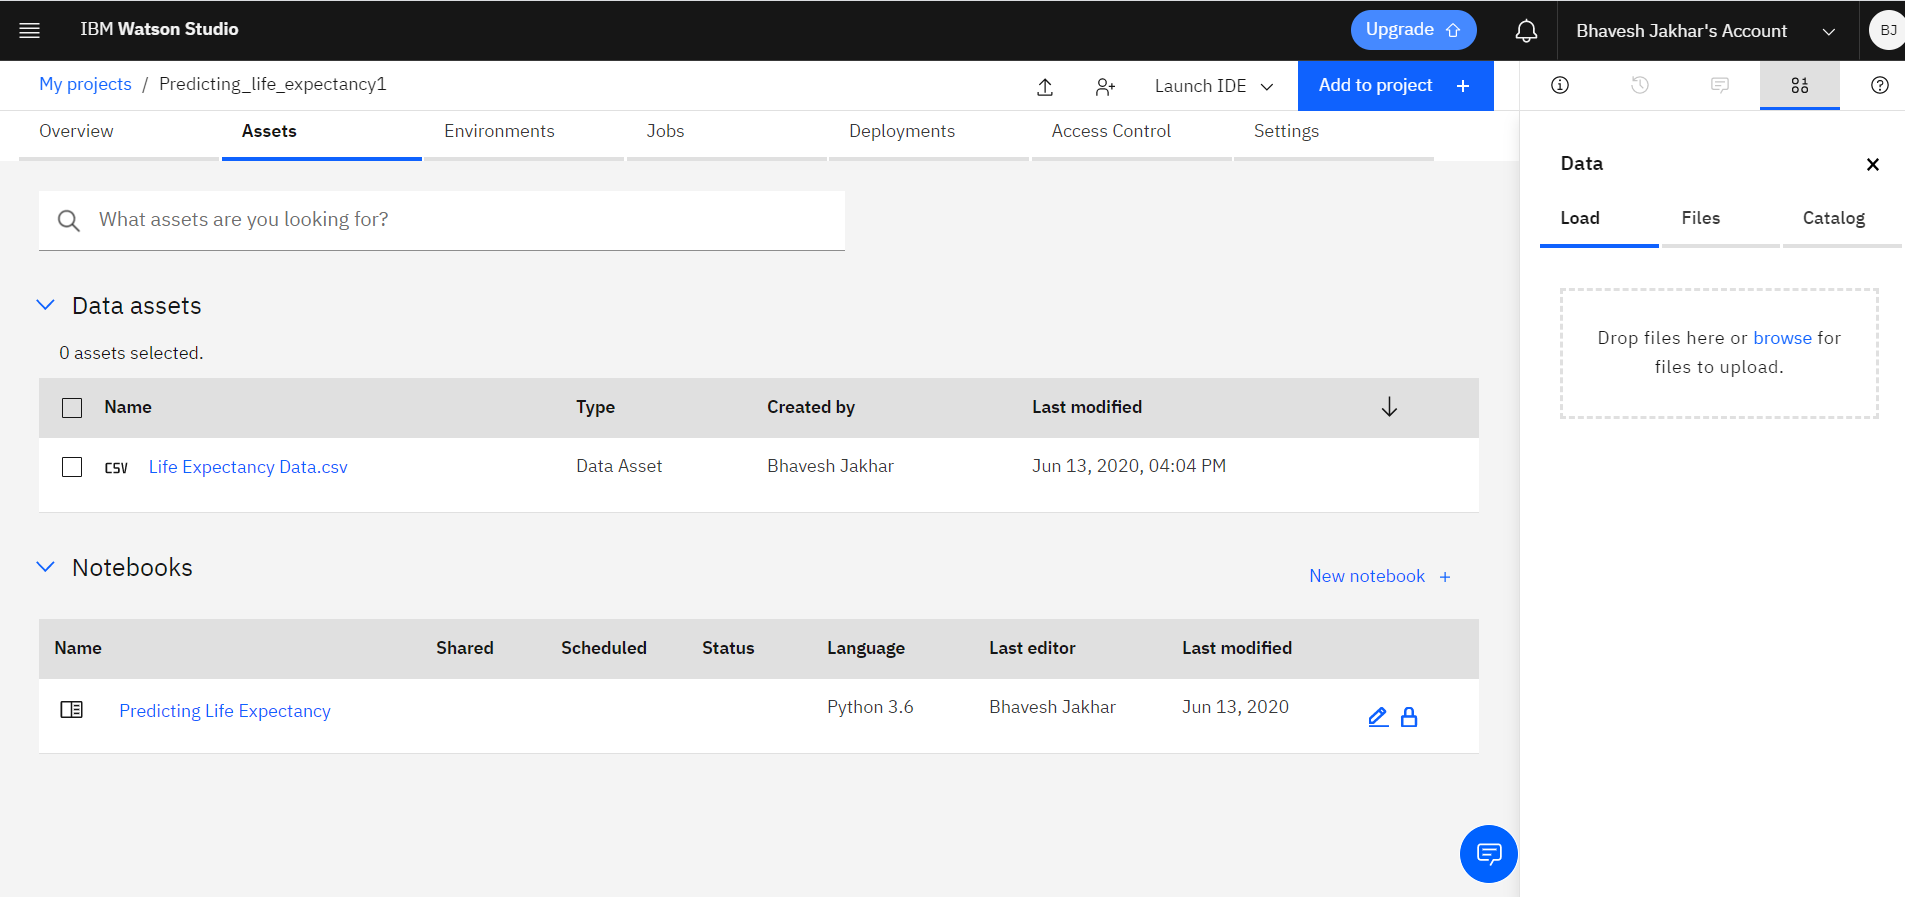 IBM Watson Studio
Upgrade
Bhavesh Jakhar's Account
BJ
My projects / Predicting_life_expectancy1
Launch IDE
Add to project +
Overview
Assets
Environments
Jobs
Deployments
Access Control
Settings
What assets are you looking for?
Data assets
0 assets selected.
Name Type Created by Last modified
CSV Life Expectancy Data.csv Data Asset Bhavesh Jakhar Jun 13, 2020, 04:04 PM
Notebooks
New notebook +
Name Shared Scheduled Status Language Last editor Last modified
Predicting Life Expectancy Python 3.6 Bhavesh Jakhar Jun 13, 2020
Data
Load Files Catalog
Drop files here or browse for
files to upload.